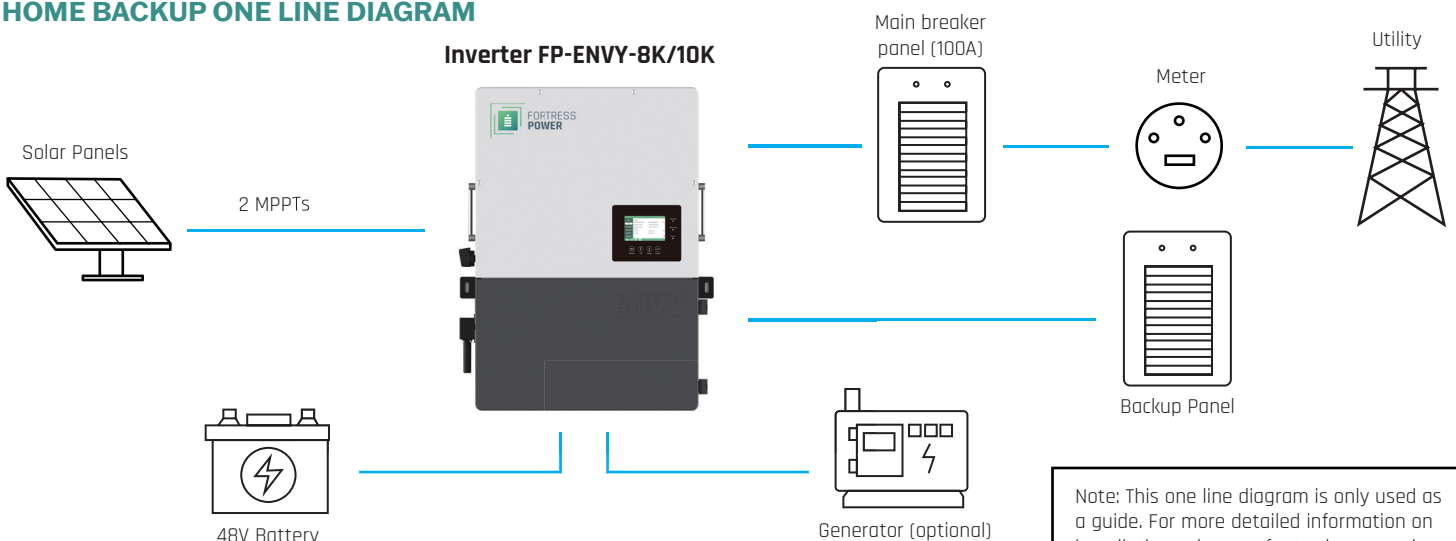 HOME BACKUP ONE LINE DIAGRAM
Inverter FP-ENVY-8K/10K
Main breaker
panel (100A)
Utility
Meter
FORTRESS
POWER
Solar Panels
2 MPPTs
ENVY
Backup Panel
48V Battery
Generator (optional)
Note: This one line diagram is only used as
a guide. For more detailed information on